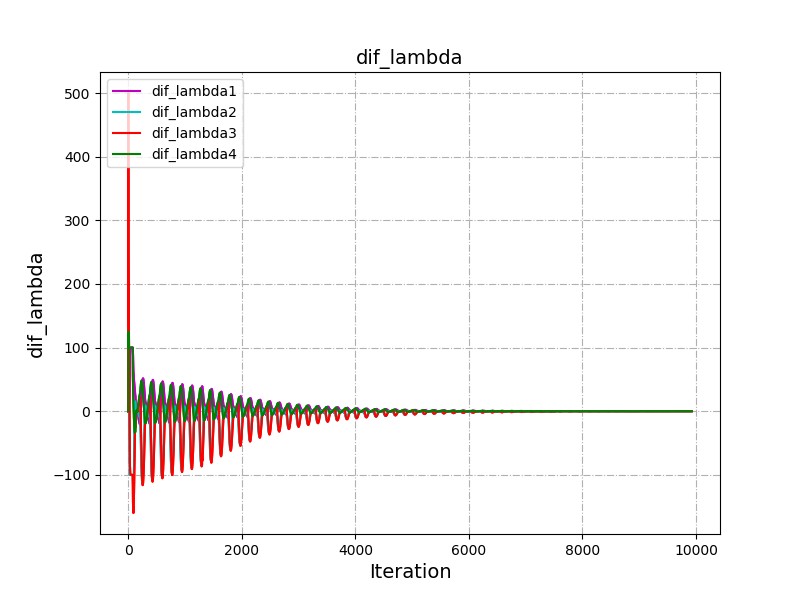 dif_lambda
dif_lambda1
dif_lambda2
dif_lambda3
dif_lambda4
500
400
300
200
100
0
−100
dif_lambda
0
2000
4000
6000
8000
10000
Iteration